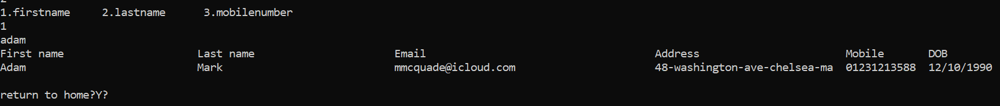 2
1.firstname 2.lastname 3.mobilenumber
1
adam
First name Last name Email Address Mobile DOB
Adam Mark mmcquade@icloud.com 48-washington-ave-chelsea-ma 01231213588 12/10/1990
return to home?Y?